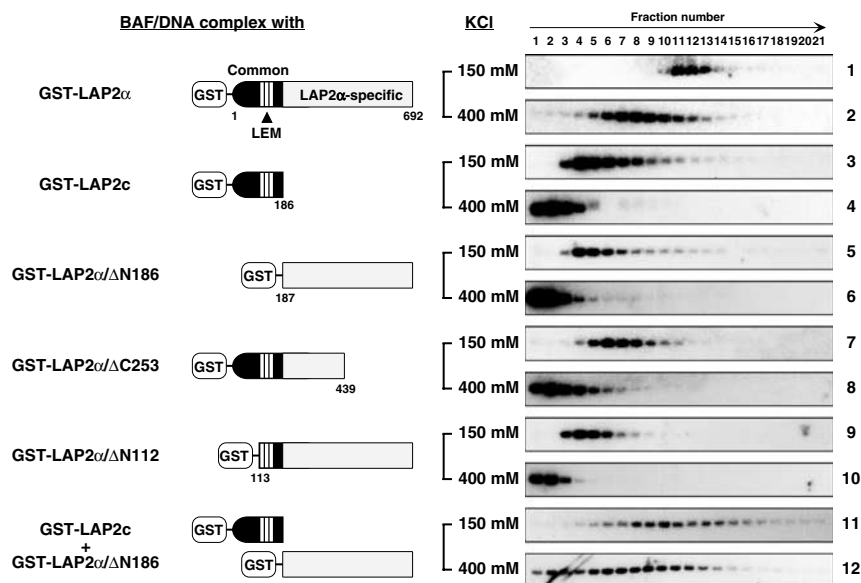 BAF/DNA complex with
KCl
Fraction number
1 2 3 4 5 6 7 8 9 10 11 12 13 14 15 16 17 18 19 20 21
GST-LAP2α
GST
Common
LAP2α-specific
1
692
LEM
150 mM
1
400 mM
2
GST-LAP2c
GST
186
150 mM
3
400 mM
4
GST-LAP2α/ΔN186
GST
187
150 mM
5
400 mM
6
GST-LAP2α/ΔC253
GST
439
150 mM
7
400 mM
8
GST-LAP2α/ΔN112
GST
113
150 mM
9
400 mM
10
GST-LAP2c
+
GST-LAP2α/ΔN186
GST
GST
150 mM
11
400 mM
12